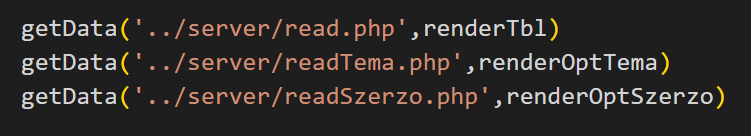 getData('../server/read.php',renderTbl)
getData('../server/readTema.php',renderOptTema)
getData('../server/readSzerzo.php',renderOptSzerzo)